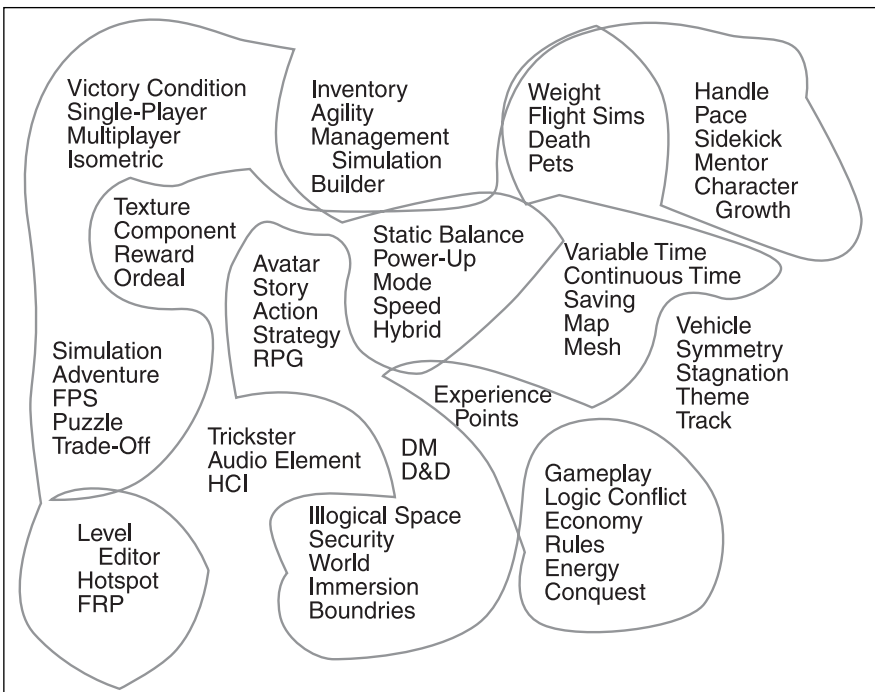 Victory Condition
Single-Player
Multiplayer
Isometric
Inventory
Agility
Management
Simulation
Builder
Weight
Flight Sims
Death
Pets
Handle
Pace
Sidekick
Mentor
Character
Growth
Texture
Component
Reward
Ordeal
Avatar
Story
Action
Strategy
RPG
Static Balance
Power-Up
Mode
Speed
Hybrid
Variable Time
Continuous Time
Saving
Map
Mesh
Vehicle
Symmetry
Stagnation
Theme
Track
Simulation
Adventure
FPS
Puzzle
Trade-Off
Experience
Points
Trickster
Audio Element
HCI
DM
D&D
Gameplay
Logic Conflict
Economy
Rules
Energy
Conquest
Level
Editor
Hotspot
FRP
Illogical Space
Security
World
Immersion
Boundries